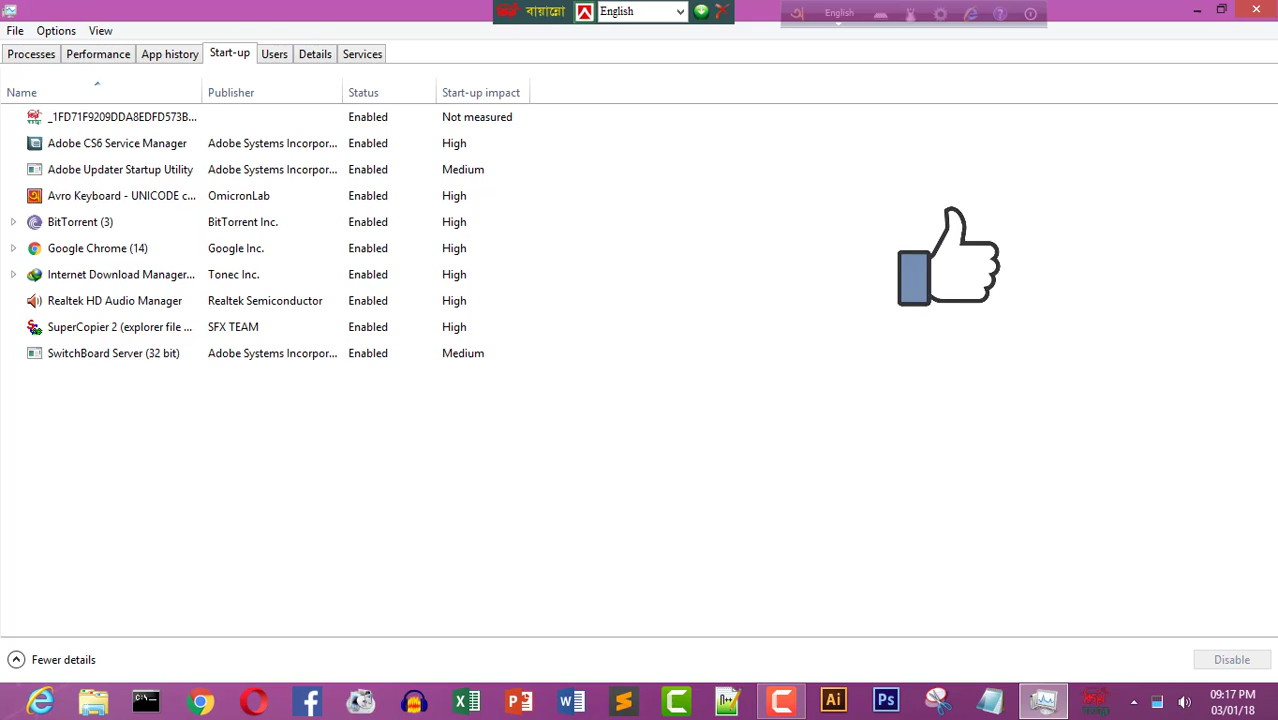 বায়ান্নো English
English
File Options View
Processes Performance App history Start-up Users Details Services
Name Publisher Status Start-up impact
_1FD71F9209DDA8EDFD573B... Enabled Not measured
Adobe CS6 Service Manager Adobe Systems Incorpor... Enabled High
Adobe Updater Startup Utility Adobe Systems Incorpor... Enabled Medium
Avro Keyboard - UNICODE c... OmicronLab Enabled High
BitTorrent (3) BitTorrent Inc. Enabled High
Google Chrome (14) Google Inc. Enabled High
Internet Download Manager... Tonec Inc. Enabled High
Realtek HD Audio Manager Realtek Semiconductor Enabled High
SuperCopier 2 (explorer file ... SFX TEAM Enabled High
SwitchBoard Server (32 bit) Adobe Systems Incorpor... Enabled Medium
Fewer details Disable
Ai Ps 09:17 PM
03/01/18